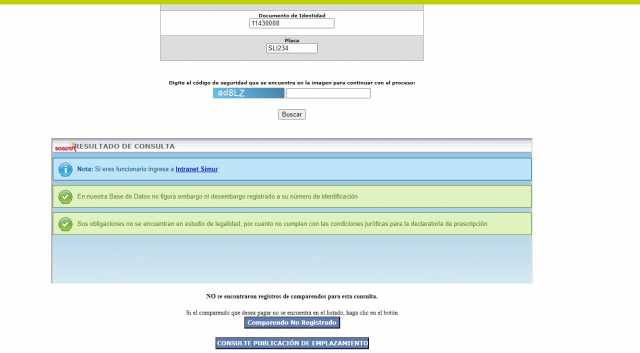 Documento de Identidad
11430088
Placa
SLI234
Digite el código de seguridad que se encuentra en la imagen para continuar con el proceso:
ad8LZ
Buscar
RESULTADO DE CONSULTA
Nota: Si eres funcionario ingresa a Intranet Simur
En nuestra Base de Datos no figura embargo ni desembargo registrado a su número de identificación
Sus obligaciones no se encuentran en estudio de legalidad, por cuanto no cumplen con las condiciones jurídicas para la declaratoria de prescripción
NO se encontraron registros de comparendos para esta consulta.
Si el comparendo que desea pagar no se encuentra en el listado, haga clic en el botón
Comparendo No Registrado
CONSULTE PUBLICACIÓN DE EMPLAZAMIENTO